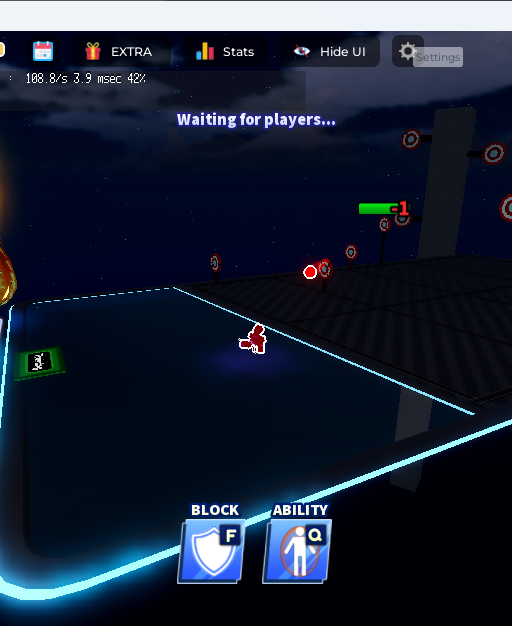 EXTRA
Stats
Hide UI
Settings
: 108.8/s 3.9 msec 42%
Waiting for players...
-1
BLOCK
ABILITY
F
Q